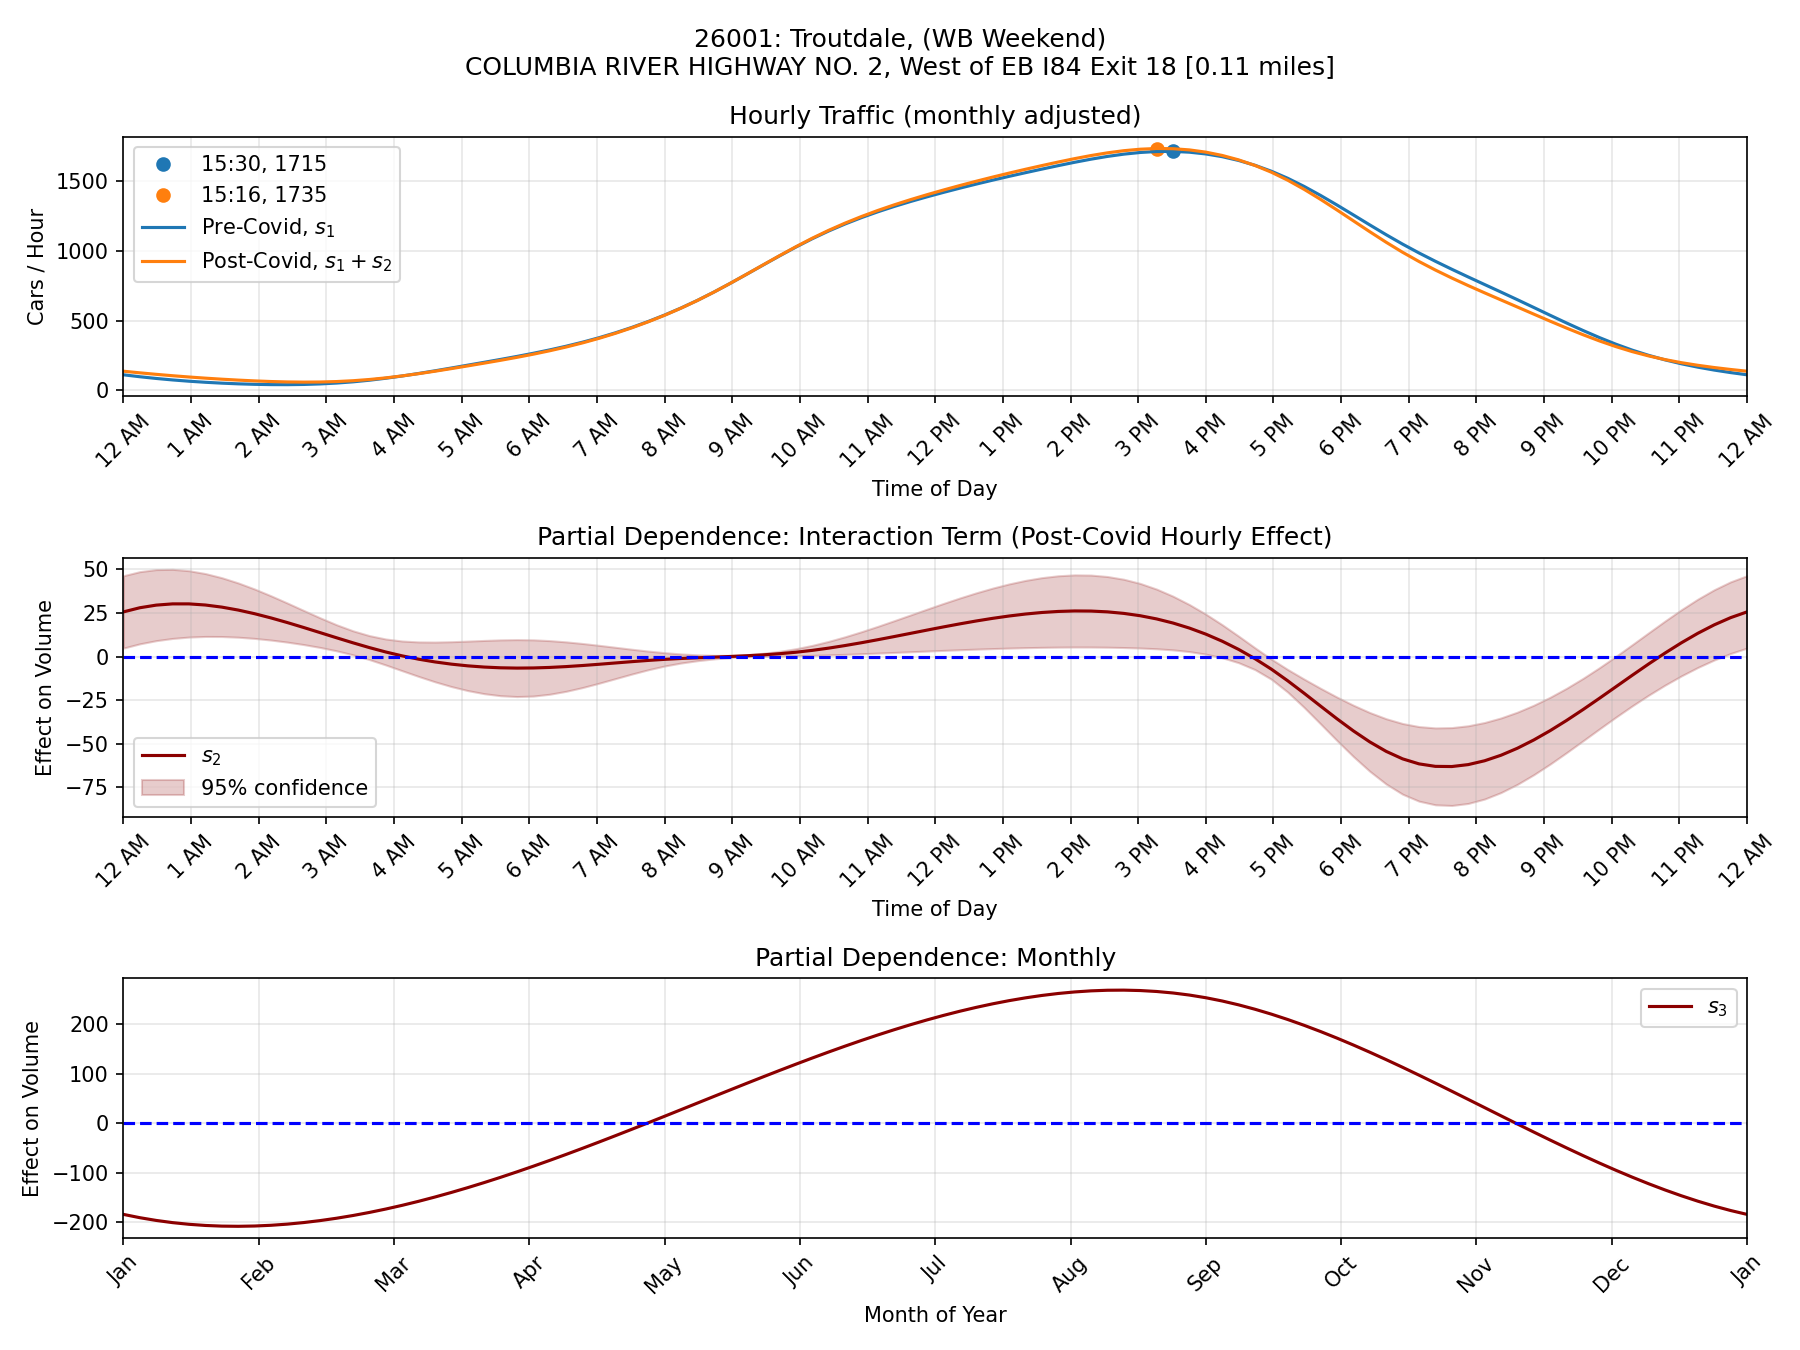 26001: Troutdale, (WB Weekend)
COLUMBIA RIVER HIGHWAY NO. 2, West of EB I84 Exit 18 [0.11 miles]
Hourly Traffic (monthly adjusted)
15:30, 1715
15:16, 1735
Pre-Covid, s₁
Post-Covid, s₁ + s₂
Cars / Hour
1500
1000
500
0
12 AM 1 AM 2 AM 3 AM 4 AM 5 AM 6 AM 7 AM 8 AM 9 AM 10 AM 11 AM 12 PM 1 PM 2 PM 3 PM 4 PM 5 PM 6 PM 7 PM 8 PM 9 PM 10 PM 11 PM 12 AM
Time of Day
Partial Dependence: Interaction Term (Post-Covid Hourly Effect)
Effect on Volume
50
25
0
−25
−50
−75
s₂
95% confidence
12 AM 1 AM 2 AM 3 AM 4 AM 5 AM 6 AM 7 AM 8 AM 9 AM 10 AM 11 AM 12 PM 1 PM 2 PM 3 PM 4 PM 5 PM 6 PM 7 PM 8 PM 9 PM 10 PM 11 PM 12 AM
Time of Day
Partial Dependence: Monthly
Effect on Volume
200
100
0
−100
−200
s₃
Jan Feb Mar Apr May Jun Jul Aug Sep Oct Nov Dec Jan
Month of Year